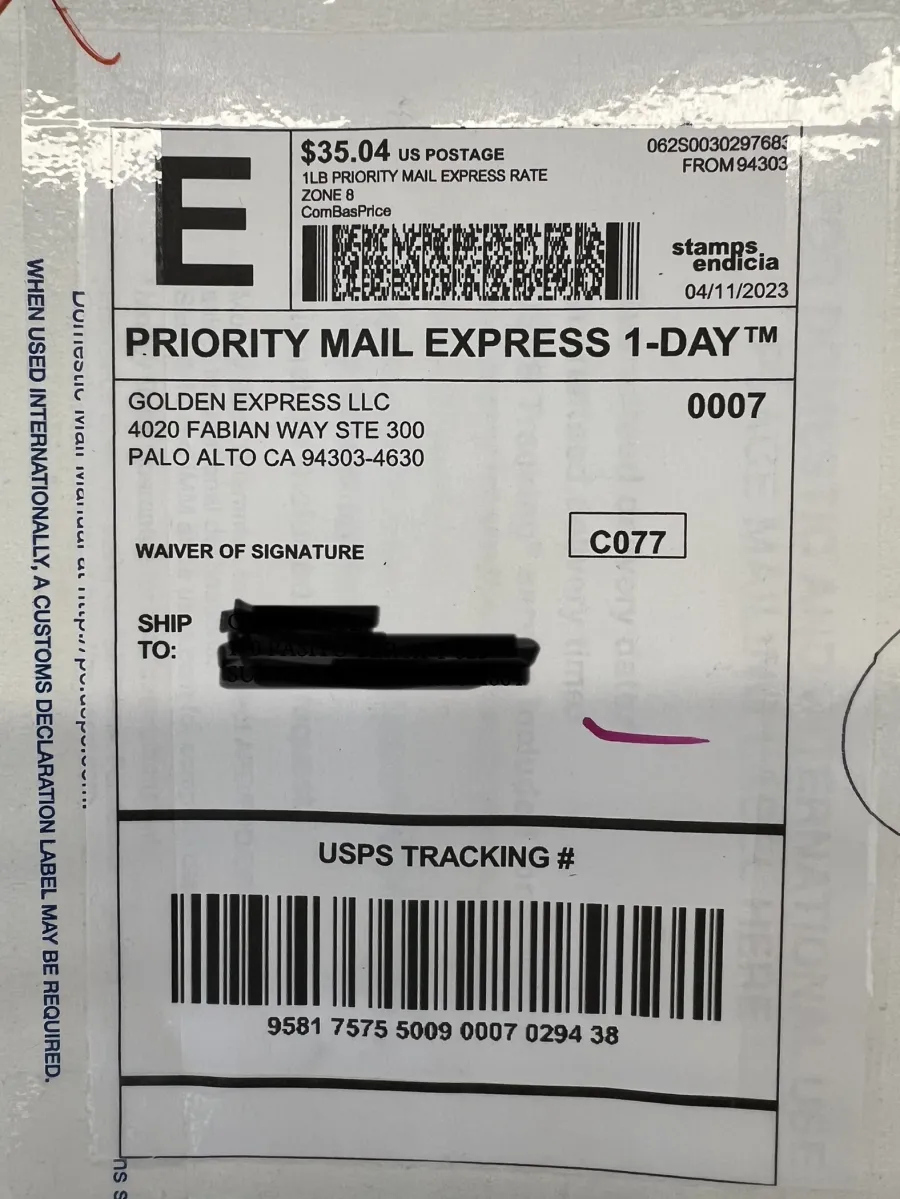 E
$35.04 US POSTAGE
1LB PRIORITY MAIL EXPRESS RATE
ZONE 8
ComBasPrice
062S0030297683
FROM 94303
stamps
endicia
04/11/2023
PRIORITY MAIL EXPRESS 1-DAY™
GOLDEN EXPRESS LLC
4020 FABIAN WAY STE 300
PALO ALTO CA 94303-4630
0007
WAIVER OF SIGNATURE
C077
SHIP
TO:
USPS TRACKING #
9581 7575 5009 0007 0294 38
WHEN USED INTERNATIONALLY, A CUSTOMS DECLARATION LABEL MAY BE REQUIRED.